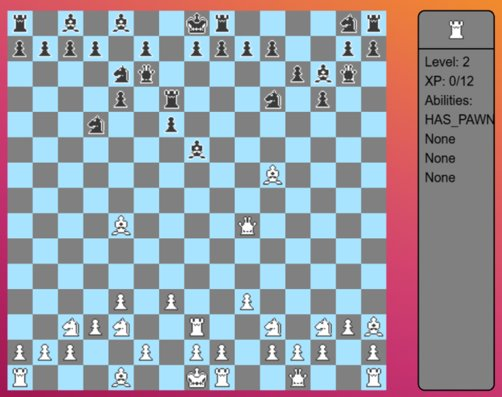 Level: 2
XP: 0/12
Abilities:
HAS_PAWN
None
None
None